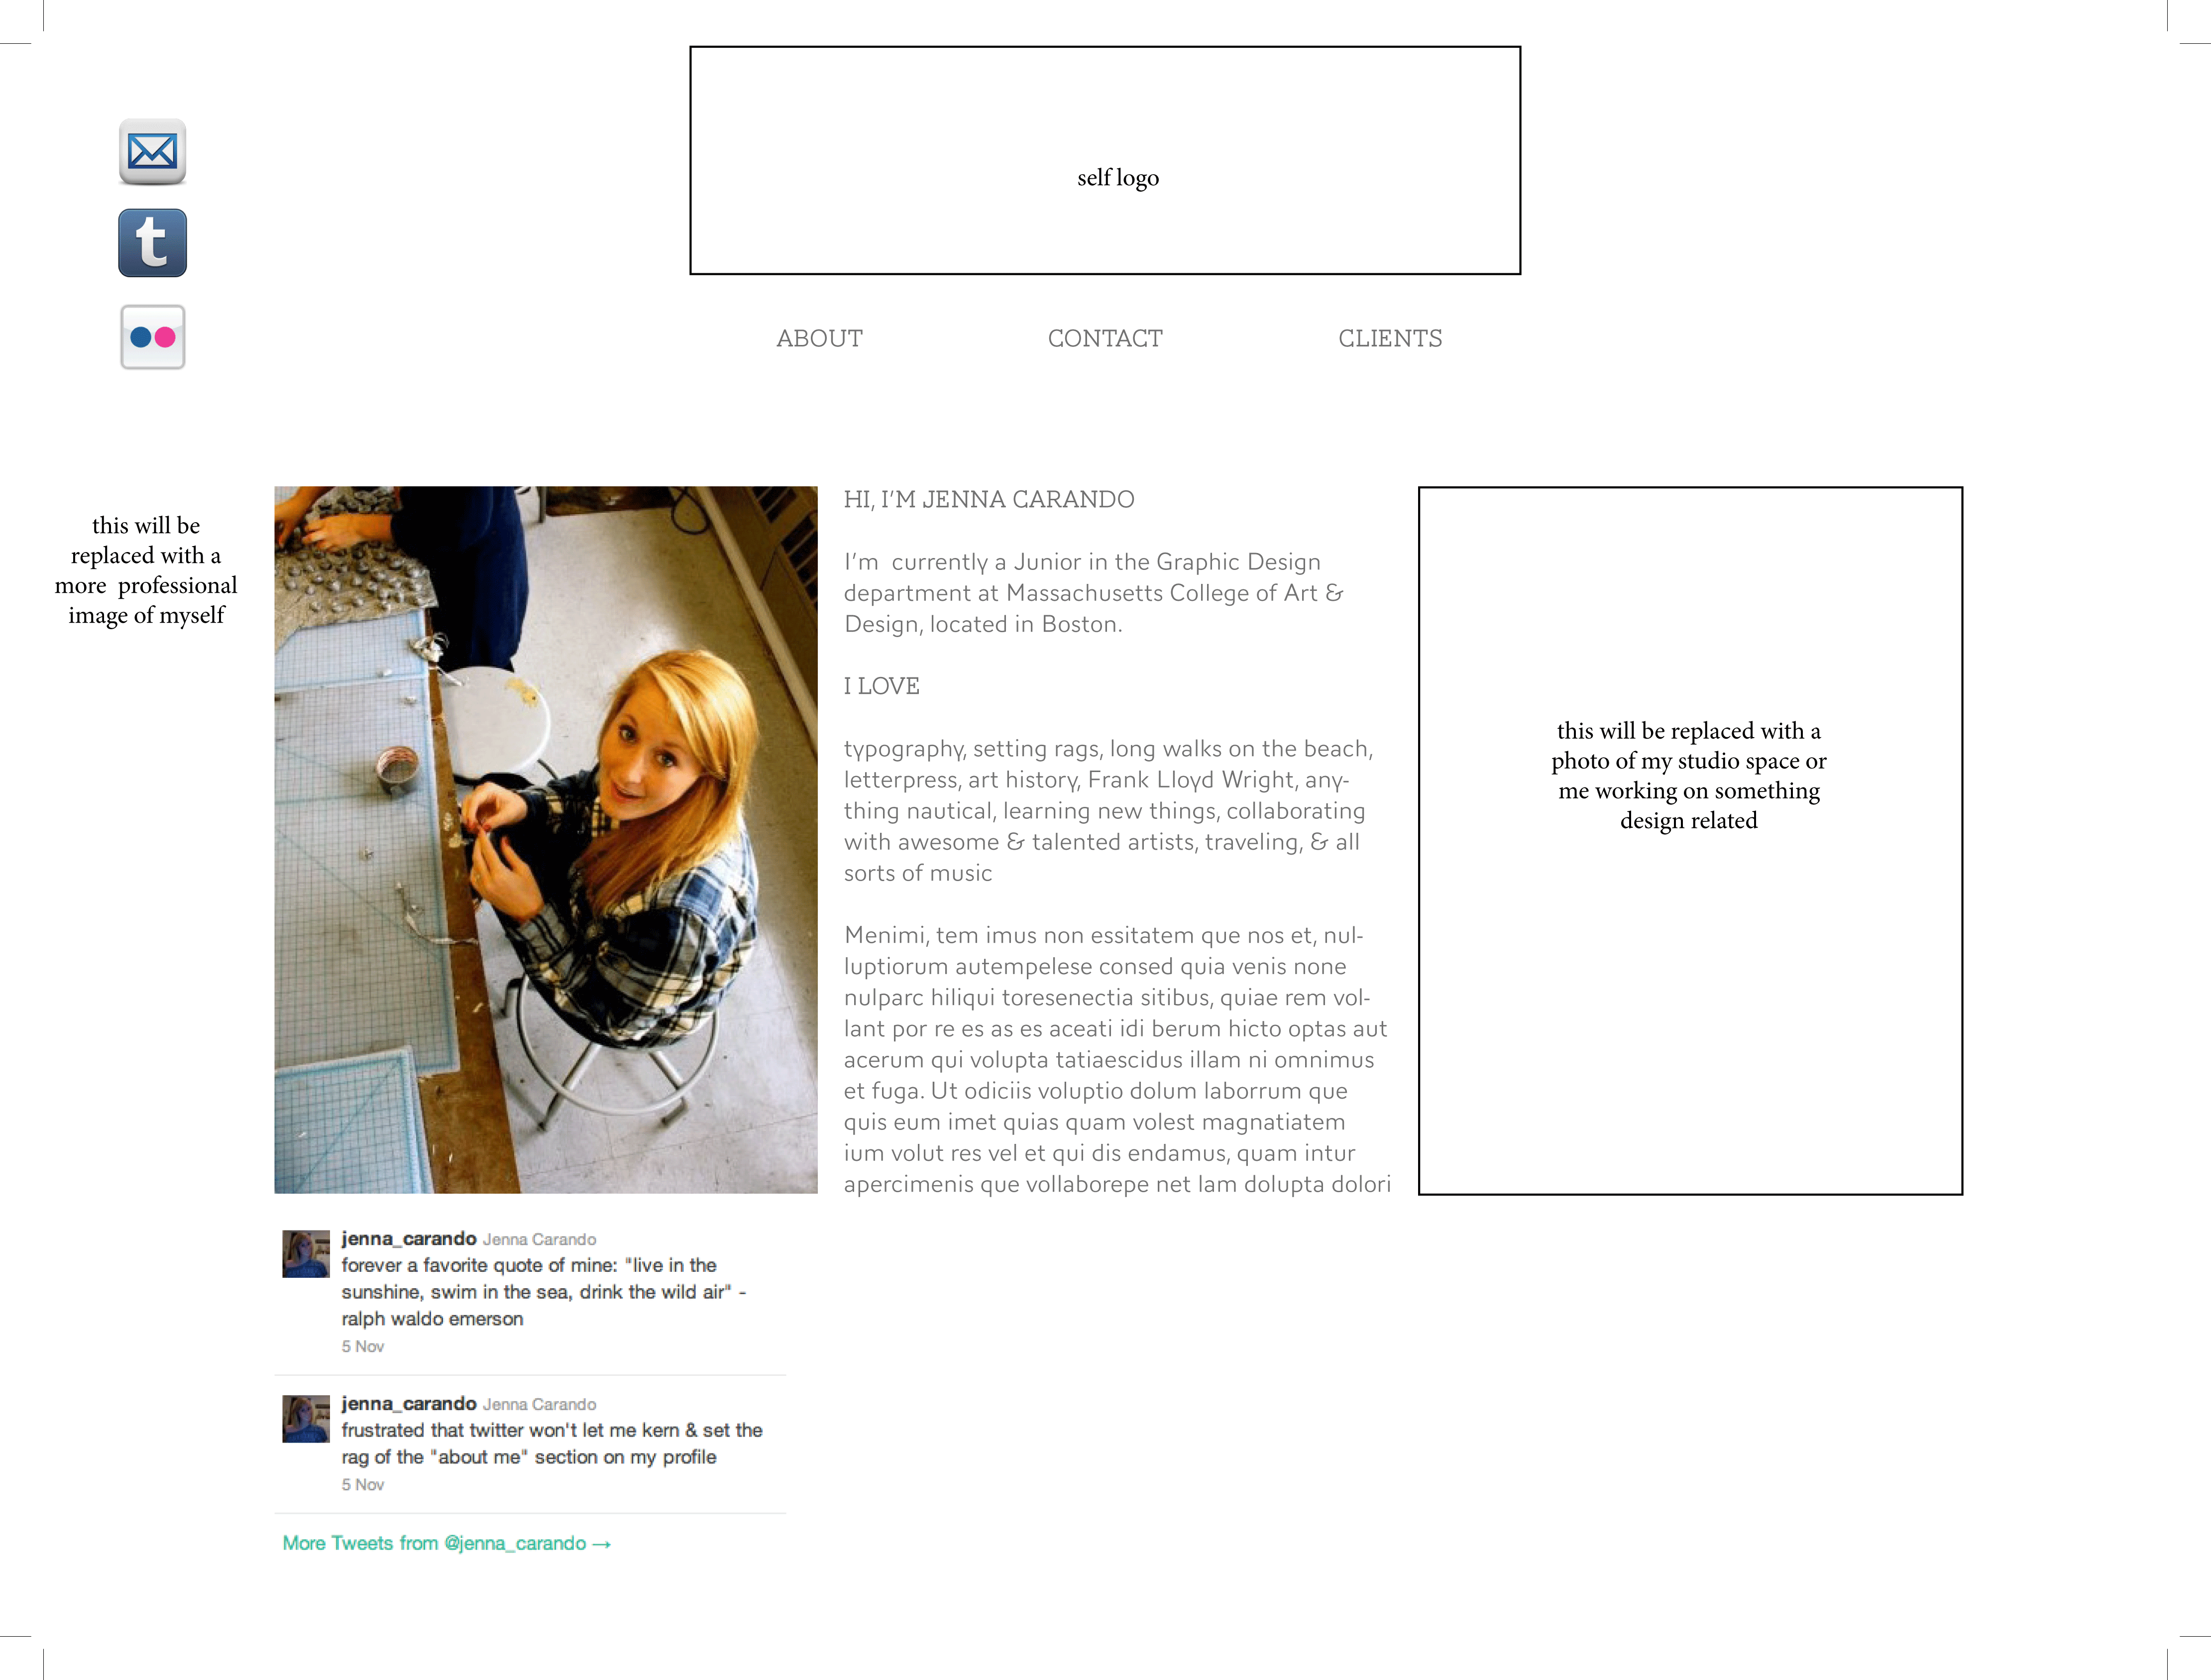 self logo
ABOUT
CONTACT
CLIENTS
this will be
replaced with a
more professional
image of myself
HI, I'M JENNA CARANDO
I'm currently a Junior in the Graphic Design
department at Massachusetts College of Art &
Design, located in Boston.
I LOVE
typography, setting rags, long walks on the beach,
letterpress, art history, Frank Lloyd Wright, any-
thing nautical, learning new things, collaborating
with awesome & talented artists, traveling, & all
sorts of music
Menimi, tem imus non essitatem que nos et, nul-
luptiorum autempelese consed quia venis none
nulparc hiliqui toresenectia sitibus, quiae rem vol-
lant por re es as es aceati idi berum hicto optas aut
acerum qui volupta tatiaescidus illam ni omnimus
et fuga. Ut odiciis voluptio dolum laborrum que
quis eum imet quias quam volest magnatiatem
ium volut res vel et qui dis endamus, quam intur
apercimenis que vollaborepe net lam dolupta dolori
this will be replaced with a
photo of my studio space or
me working on something
design related
jenna_carando Jenna Carando
forever a favorite quote of mine: "live in the
sunshine, swim in the sea, drink the wild air" -
ralph waldo emerson
5 Nov
jenna_carando Jenna Carando
frustrated that twitter won't let me kern & set the
rag of the "about me" section on my profile
5 Nov
More Tweets from @jenna_carando →